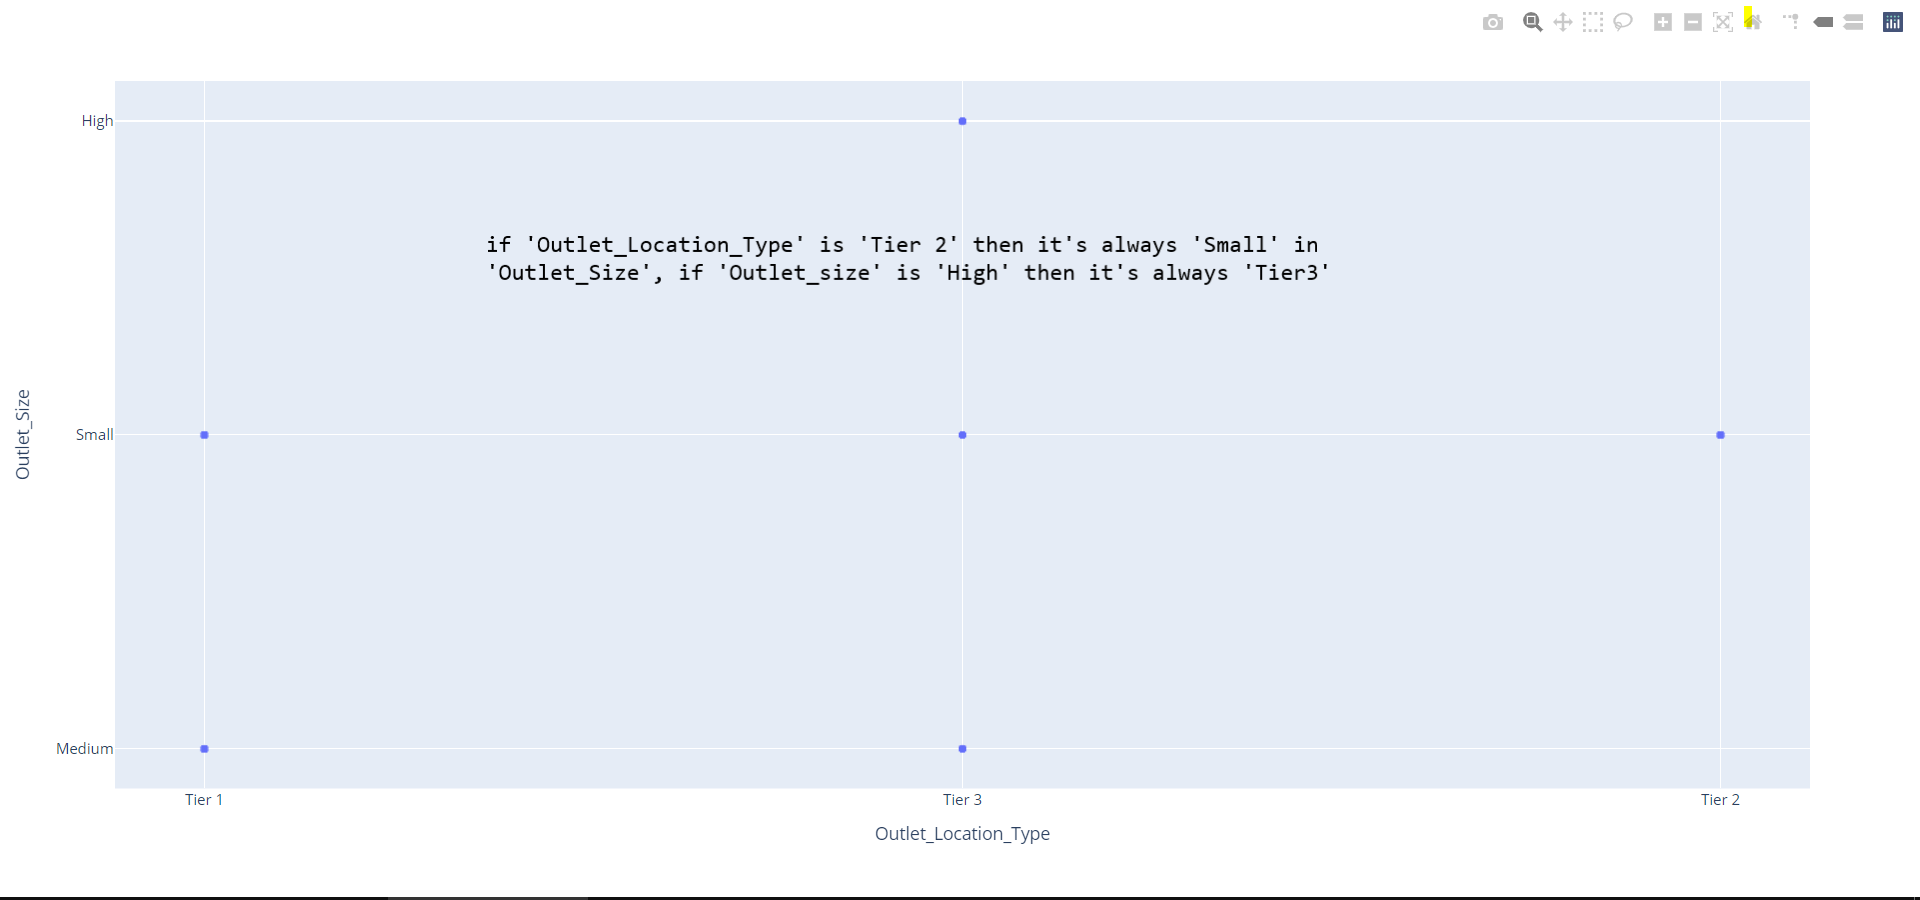 High
if 'Outlet_Location_Type' is 'Tier 2' then it's always 'Small' in
'Outlet_Size', if 'Outlet_size' is 'High' then it's always 'Tier3'
Outlet_Size
Small
Medium
Tier 1
Tier 3
Tier 2
Outlet_Location_Type